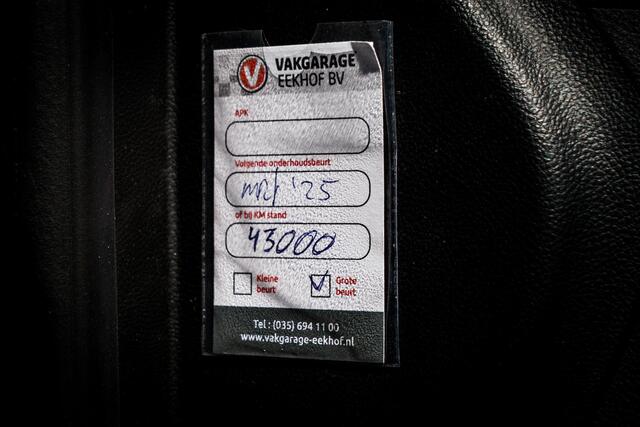 V
VAKGARAGE
EEKHOF BV
APK
Volgende onderhoudsbeurt
mrt '25
of bij KM stand
43000
Kleine
beurt
Grote
beurt
Tel : (035) 694 11 00
www.vakgarage-eekhof.nl